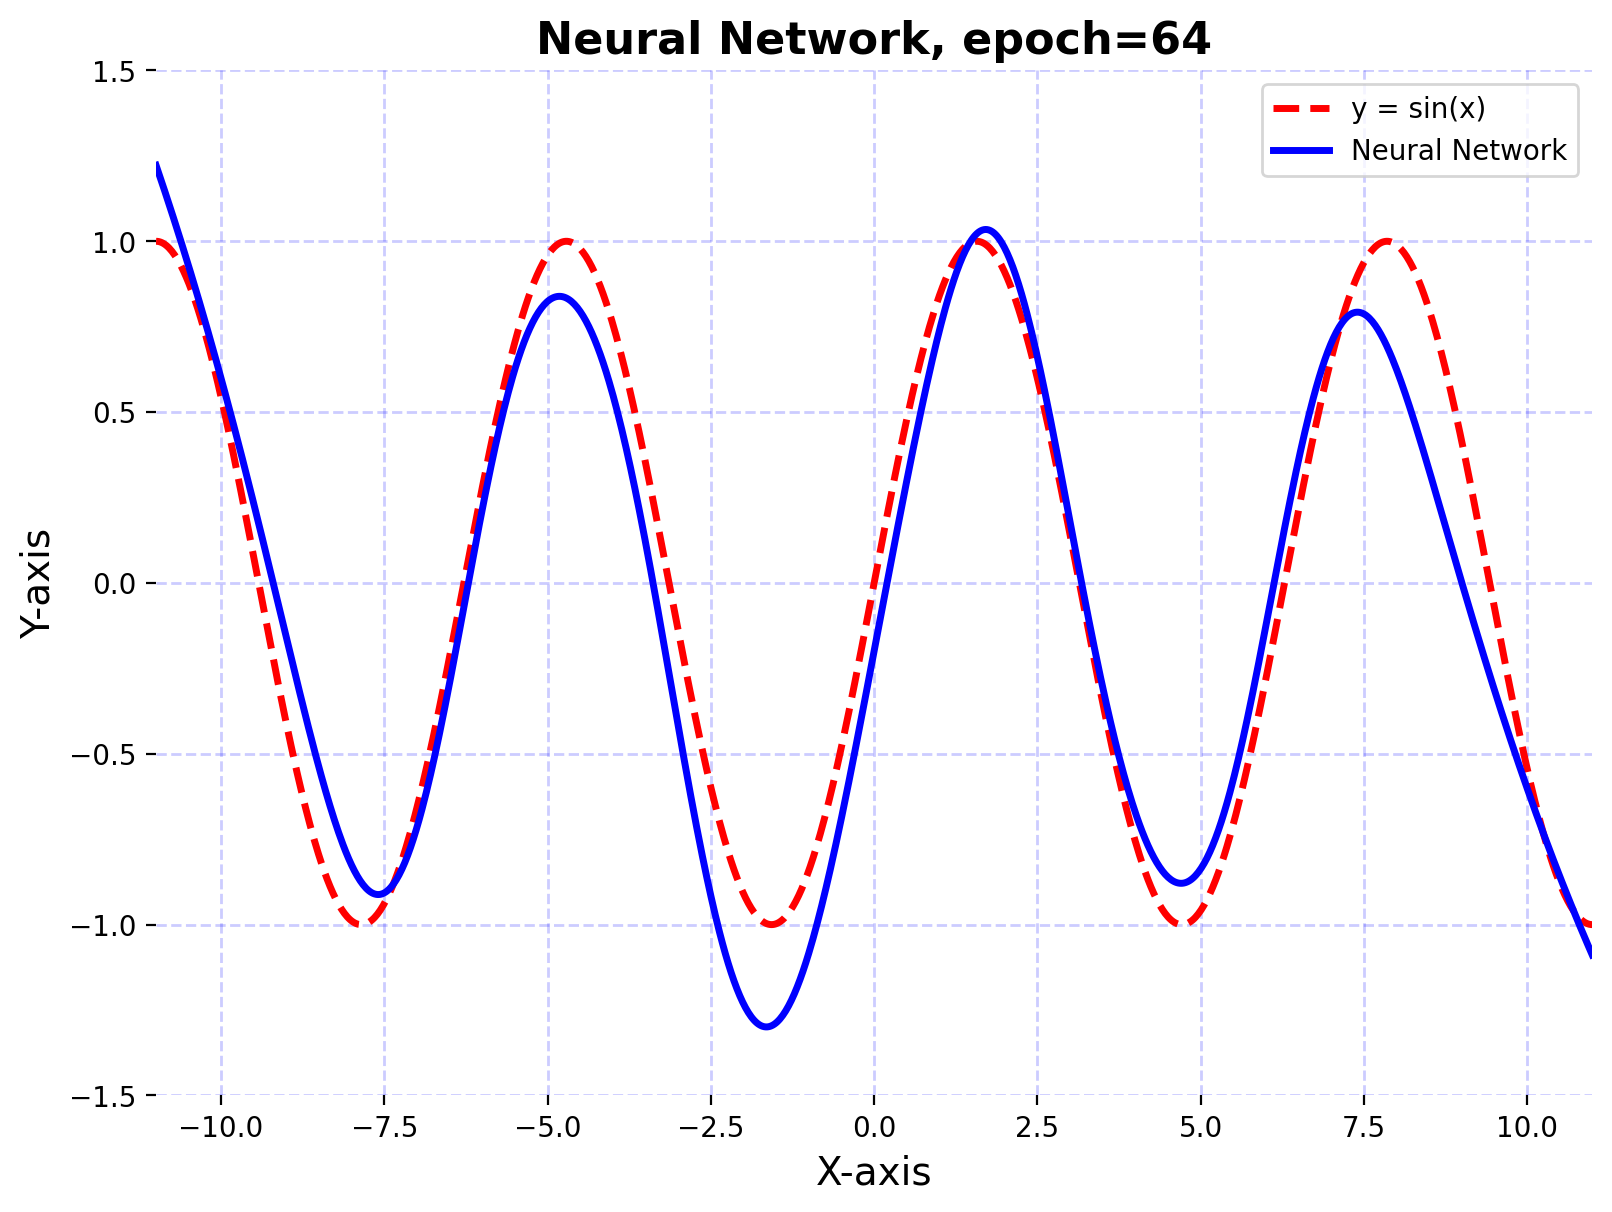 Neural Network, epoch=64
y = sin(x)
Neural Network
1.5
1.0
0.5
0.0
−0.5
−1.0
−1.5
Y-axis
−10.0 −7.5 −5.0 −2.5 0.0 2.5 5.0 7.5 10.0
X-axis